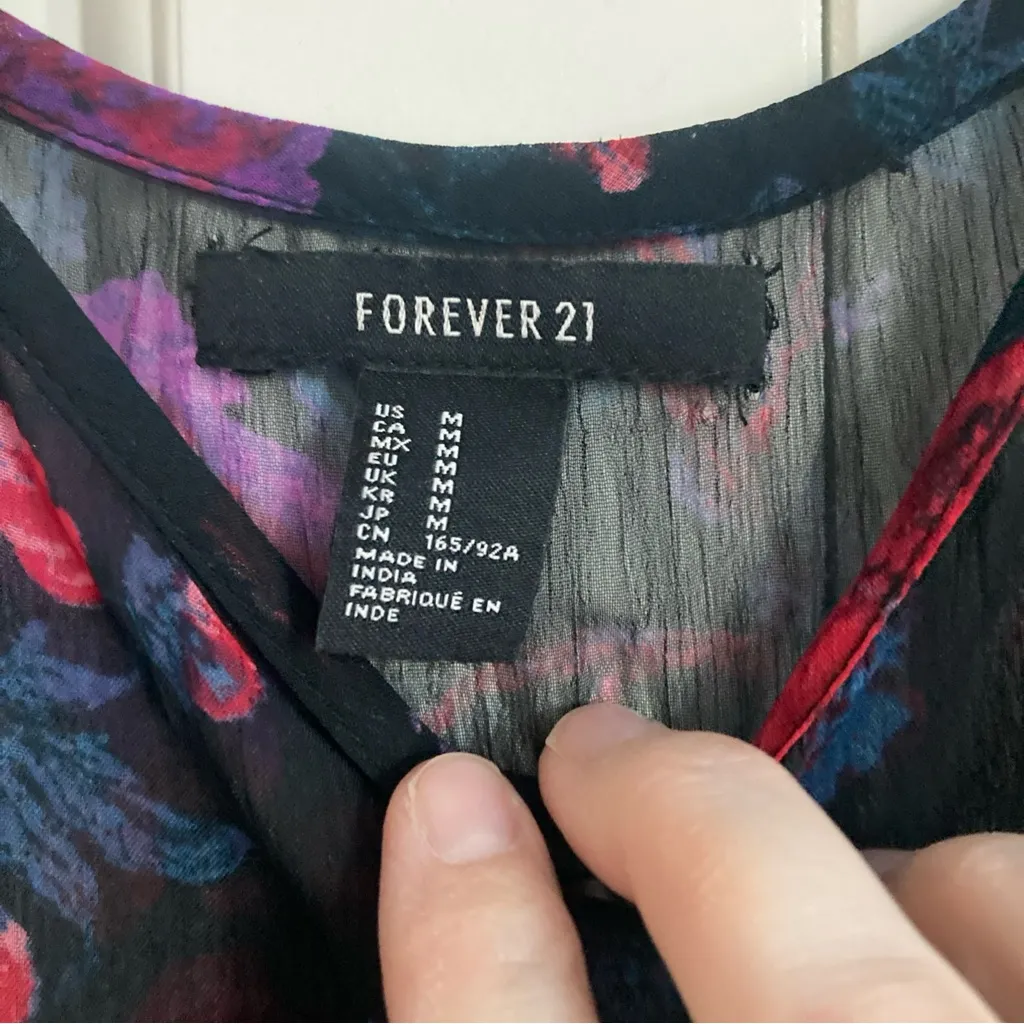 FOREVER 21
US M
CA M
MX M
EU M
UK M
KR M
JP M
CN 165/92A
MADE IN
INDIA
FABRIQUÉ EN
INDE